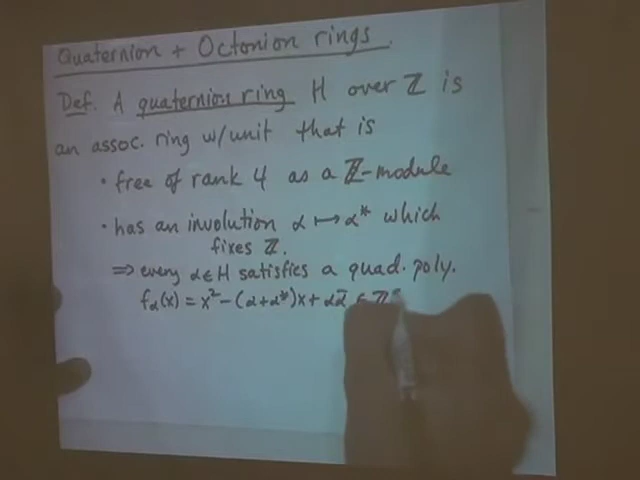 Quaternion + Octonion rings.
Def. A quaternion ring H over ℤ is
an assoc. ring w/unit that is
• free of rank 4 as a ℤ-module
• has an involution α ↦ α* which
fixes ℤ.
⇒ every α∈H satisfies a quad. poly.
f_α(x) = x² - (α+α*)x + αᾱ ∈ ℤ